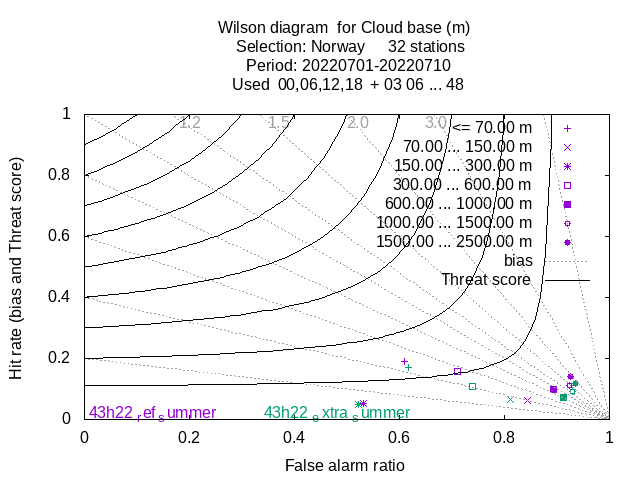 Wilson diagram for Cloud base (m)
Selection: Norway 32 stations
Period: 20220701-20220710
Used 00,06,12,18 + 03 06 ... 48
1.2 1.5 2.0 3.0
<= 70.00 m
70.00 ... 150.00 m
150.00 ... 300.00 m
300.00 ... 600.00 m
600.00 ... 1000.00 m
1000.00 ... 1500.00 m
1500.00 ... 2500.00 m
bias
Threat score
Hit rate (bias and Threat score)
1
0.8
0.6
0.4
0.2
0
43h22_ref_summer 43h22_extra_summer
0 0.2 0.4 0.6 0.8 1
False alarm ratio